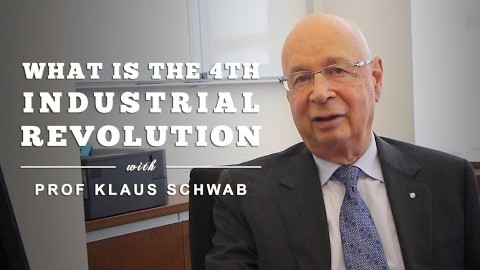 WHAT IS THE 4TH
INDUSTRIAL
REVOLUTION
with
PROF KLAUS SCHWAB